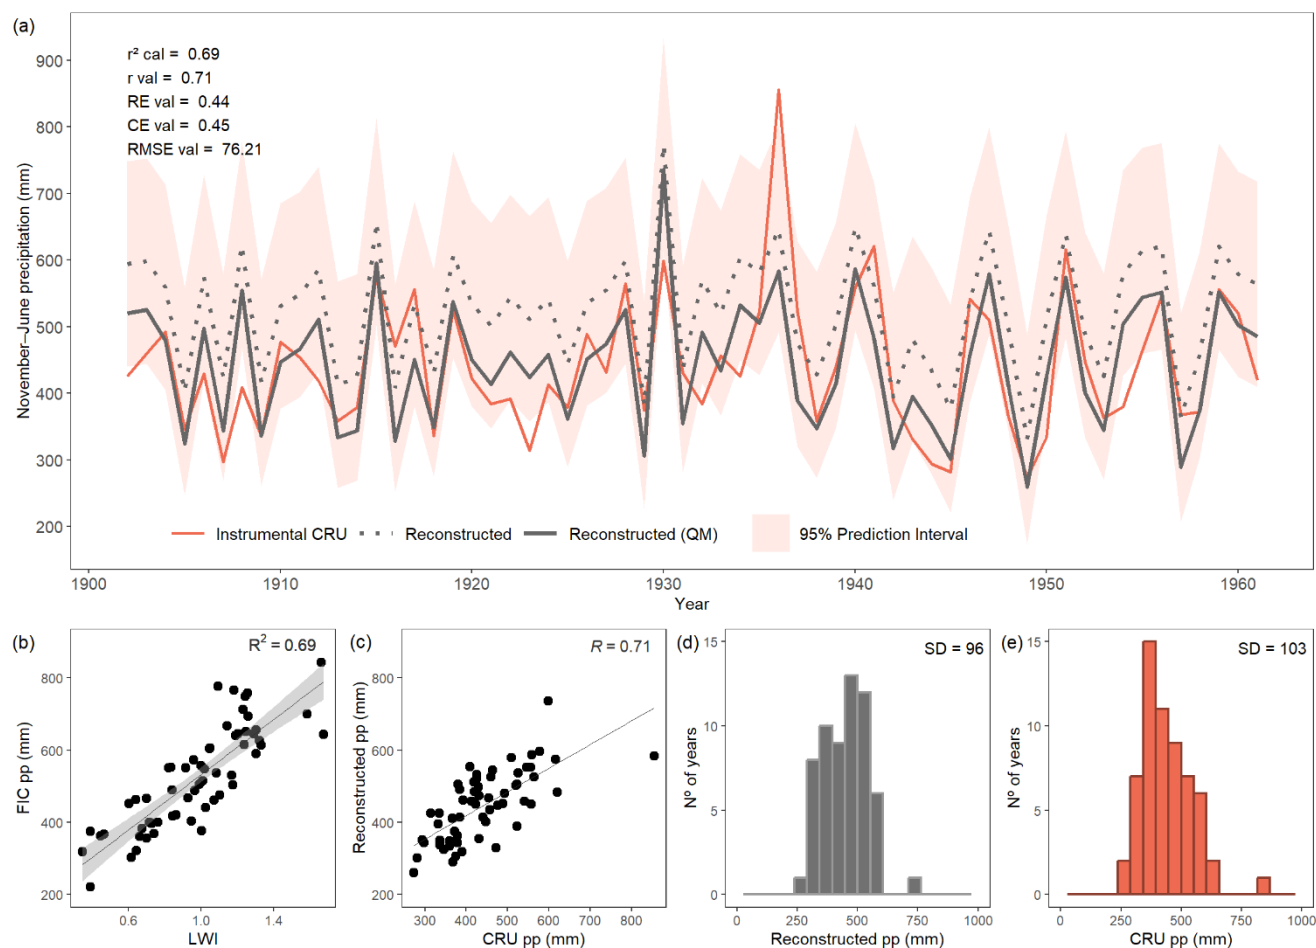 (a)
r² cal = 0.69
r val = 0.71
RE val = 0.44
CE val = 0.45
RMSE val = 76.21
November–June precipitation (mm)
900
800
700
600
500
400
300
200
Instrumental CRU Reconstructed Reconstructed (QM) 95% Prediction Interval
1900 1910 1920 1930 1940 1950 1960
Year
(b)
R² = 0.69
FIC pp (mm)
800
600
400
200
0.6 1.0 1.4
LWI
(c)
R = 0.71
Reconstructed pp (mm)
800
600
400
200
300 400 500 600 700 800
CRU pp (mm)
(d)
SD = 96
Nº of years
15
10
5
0
0 250 500 750 1000
Reconstructed pp (mm)
(e)
SD = 103
Nº of years
15
10
5
0
0 250 500 750 1000
CRU pp (mm)